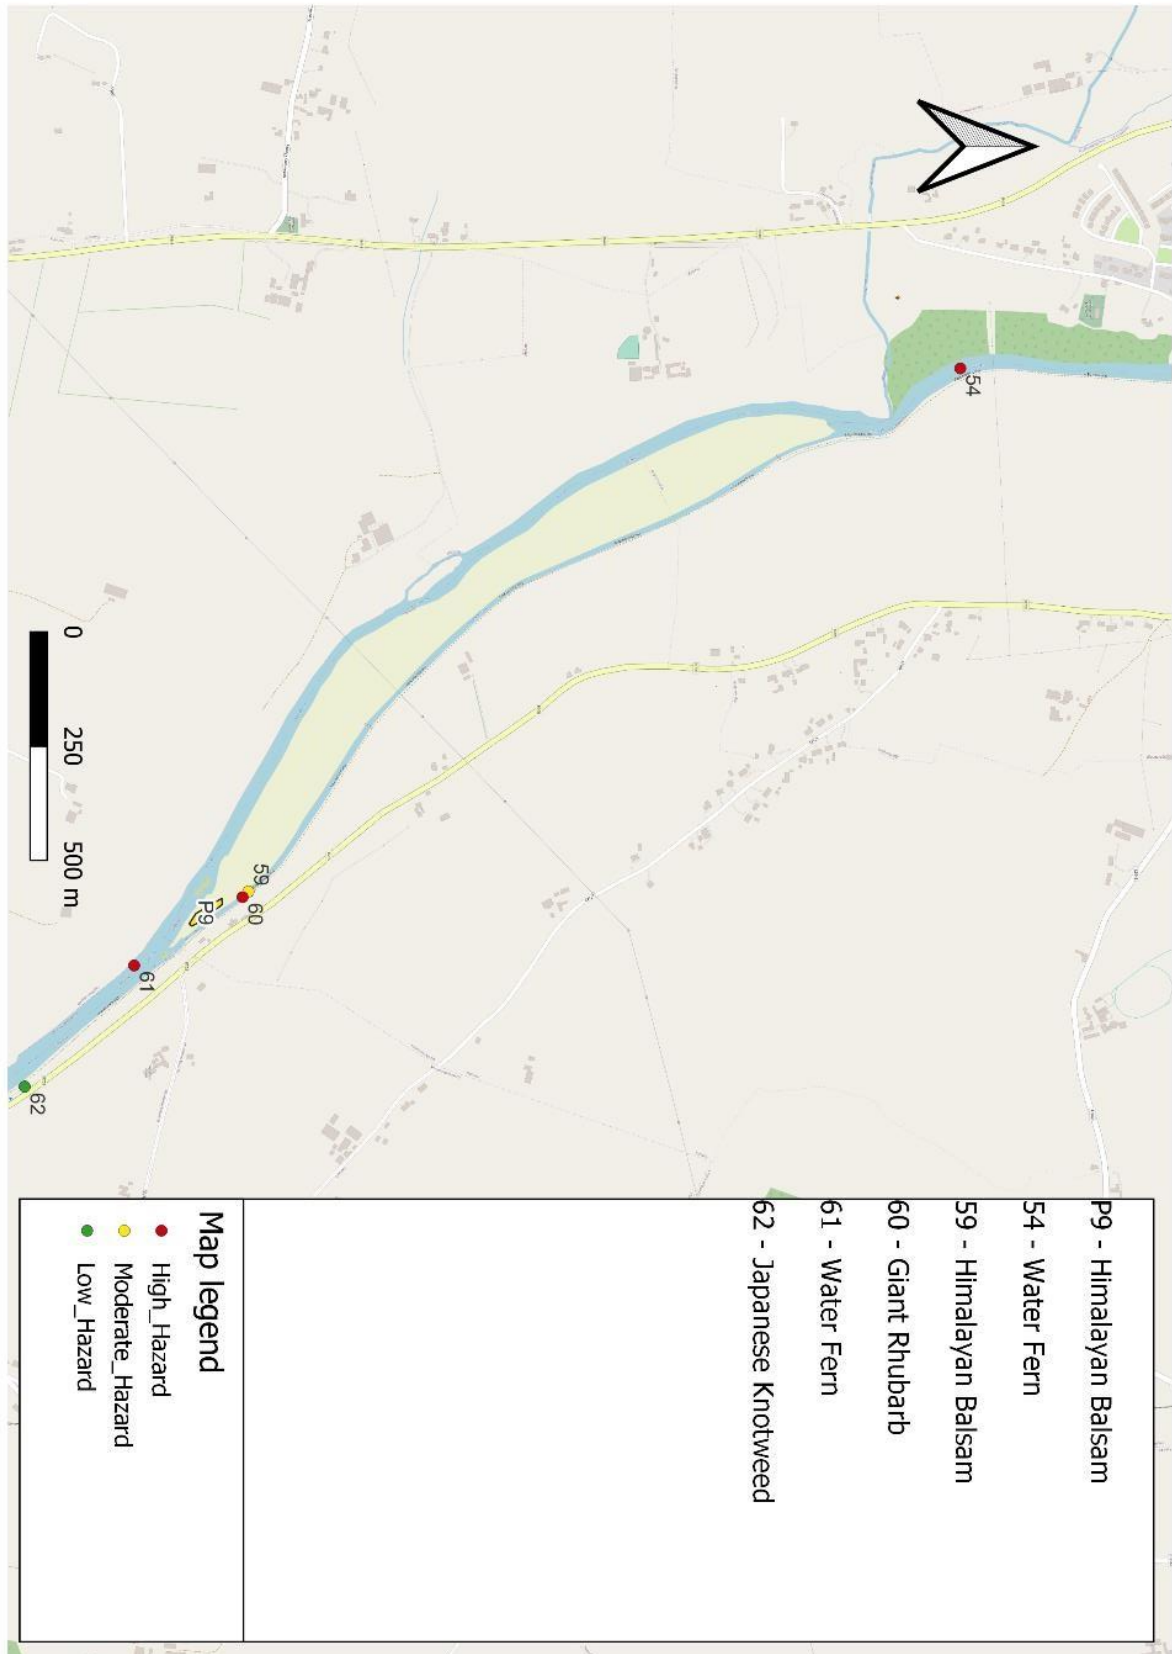 54
59
60
P9
61
62
0 250 500 m
P9 - Himalayan Balsam
54 - Water Fern
59 - Himalayan Balsam
60 - Giant Rhubarb
61 - Water Fern
62 - Japanese Knotweed
Map legend
High_Hazard
Moderate_Hazard
Low_Hazard